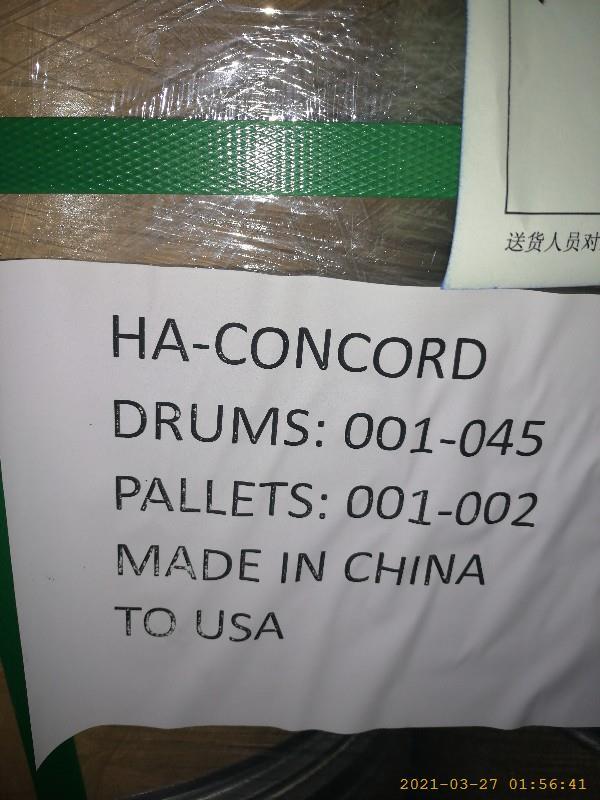 送货人员对
HA-CONCORD
DRUMS: 001-045
PALLETS: 001-002
MADE IN CHINA
TO USA
2021-03-27 01:56:41